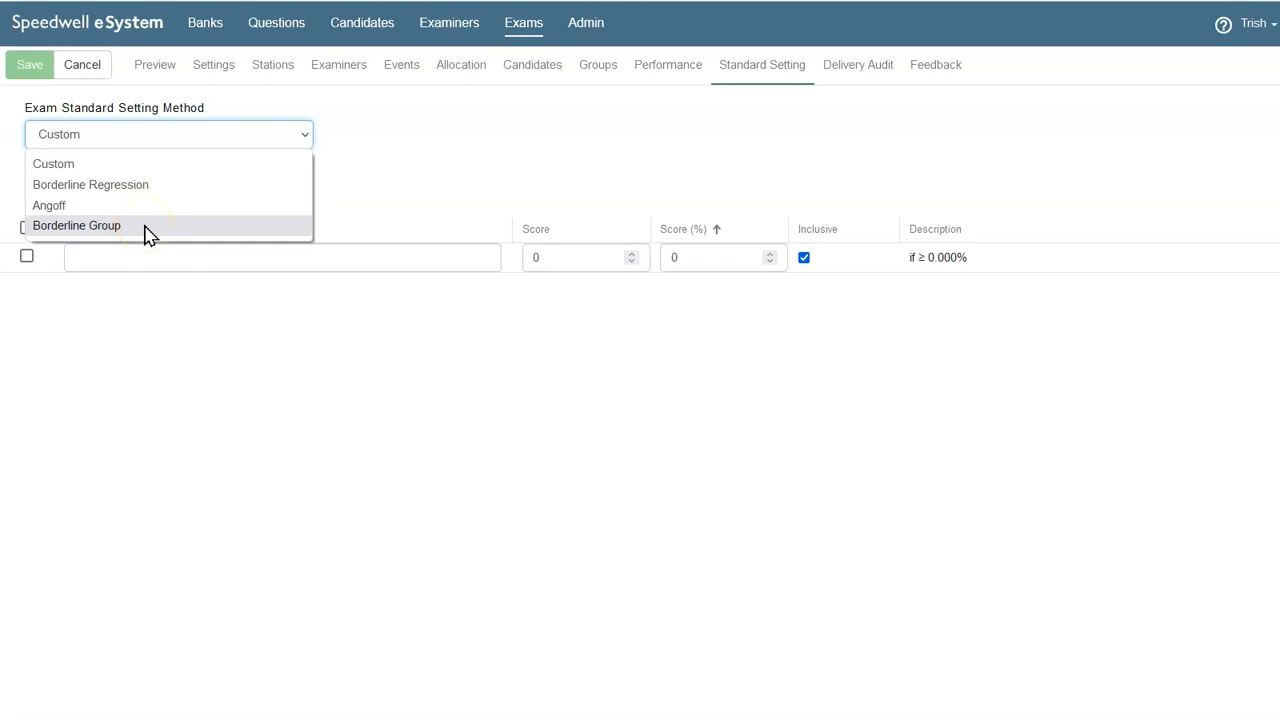 Speedwell eSystem Banks Questions Candidates Examiners Exams Admin Trish
Save Cancel Preview Settings Stations Examiners Events Allocation Candidates Groups Performance Standard Setting Delivery Audit Feedback
Exam Standard Setting Method
Custom
Custom
Borderline Regression
Angoff
Borderline Group
Score Score (%) Inclusive Description
0 0 if ≥ 0.000%